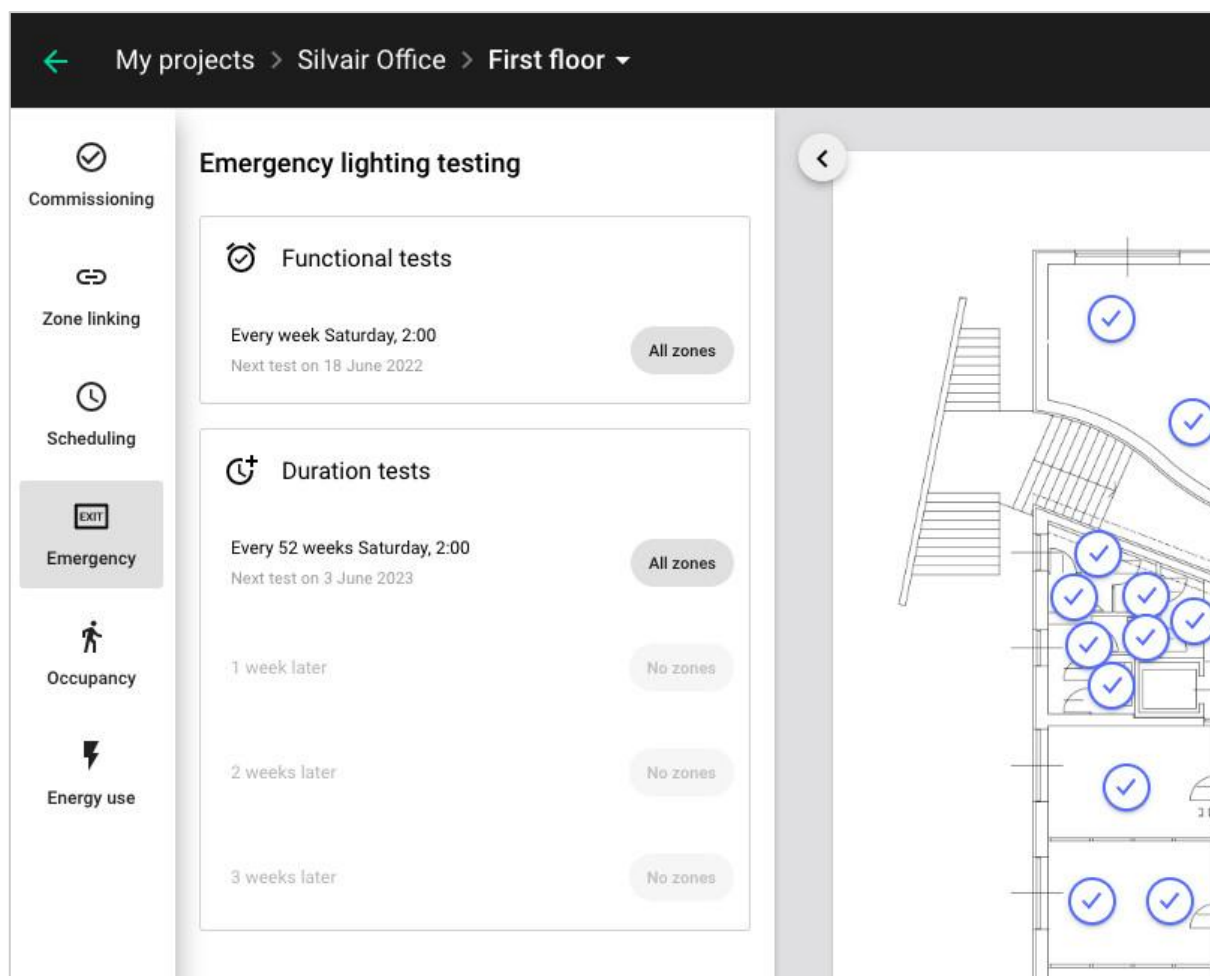 My projects > Silvair Office > First floor
Commissioning
Zone linking
Scheduling
EXIT
Emergency
Occupancy
Energy use
Emergency lighting testing
Functional tests
Every week Saturday, 2:00
Next test on 18 June 2022
All zones
Duration tests
Every 52 weeks Saturday, 2:00
Next test on 3 June 2023
All zones
1 week later
No zones
2 weeks later
No zones
3 weeks later
No zones